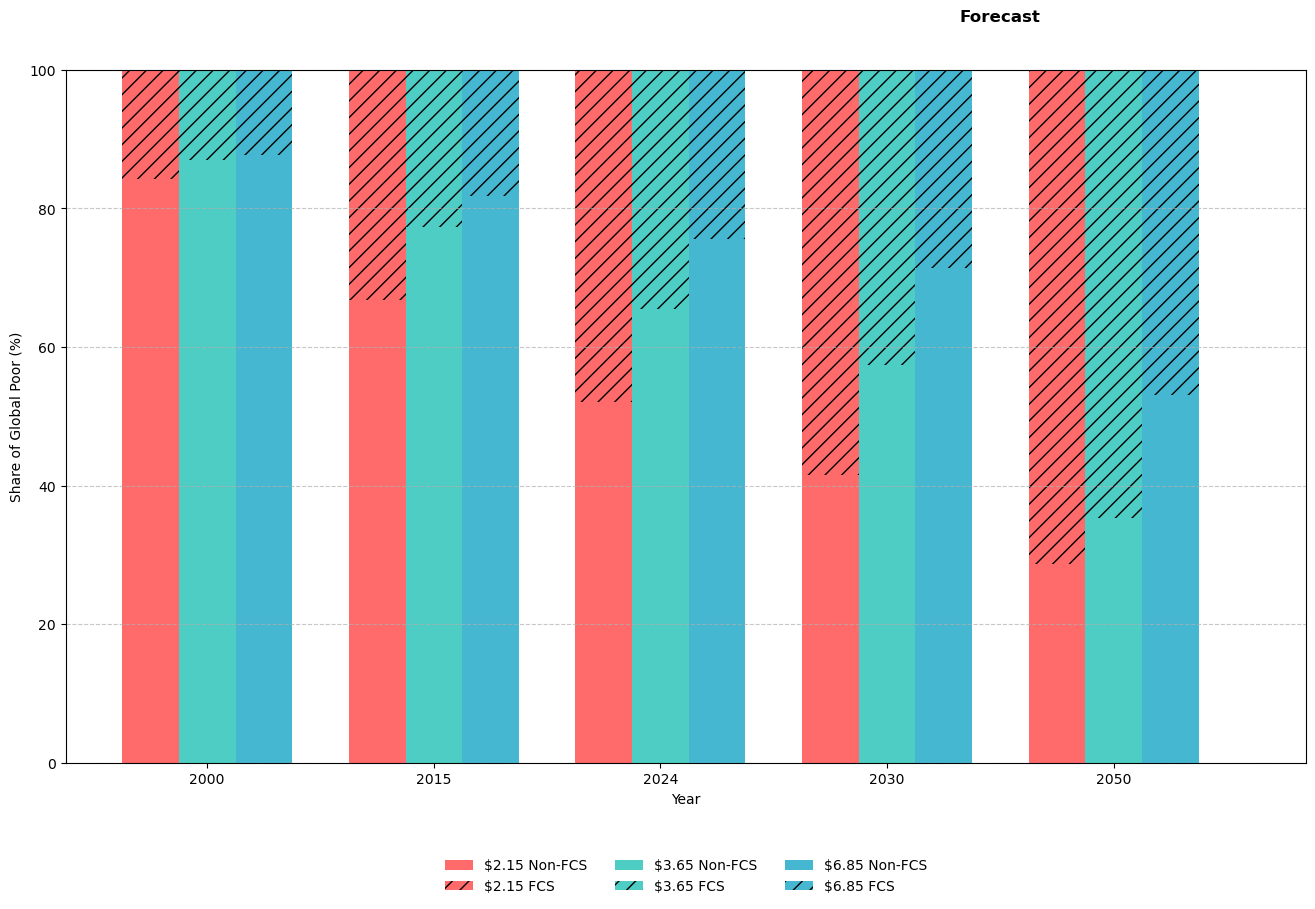 Forecast
100
80
60
40
20
0
Share of Global Poor (%)
2000 2015 2024 2030 2050
Year
$2.15 Non-FCS $3.65 Non-FCS $6.85 Non-FCS
$2.15 FCS $3.65 FCS $6.85 FCS